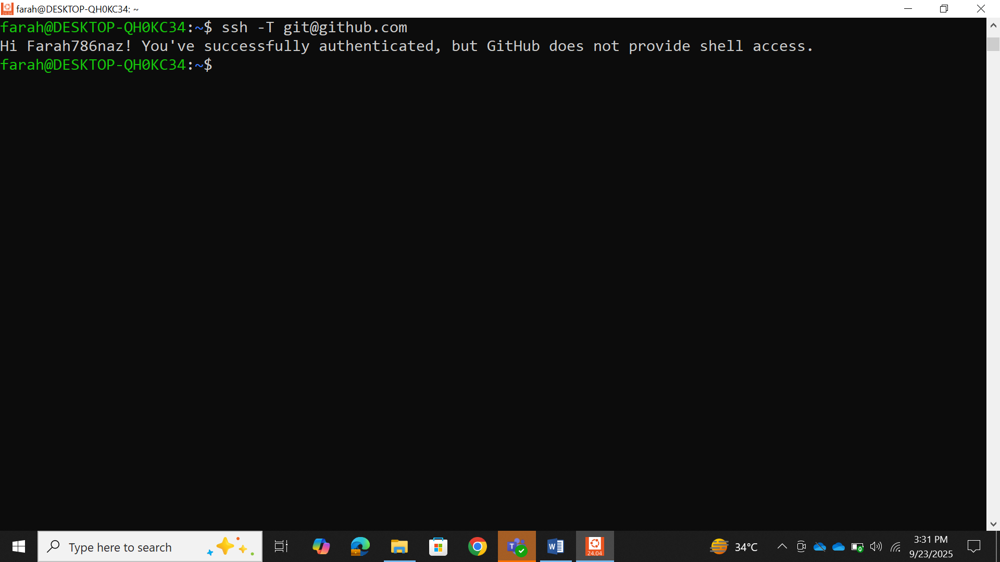 farah@DESKTOP-QH0KC34: ~
farah@DESKTOP-QH0KC34:~$ ssh -T git@github.com
Hi Farah786naz! You've successfully authenticated, but GitHub does not provide shell access.
farah@DESKTOP-QH0KC34:~$
Type here to search
T
W
24.04
34°C
3:31 PM
9/23/2025